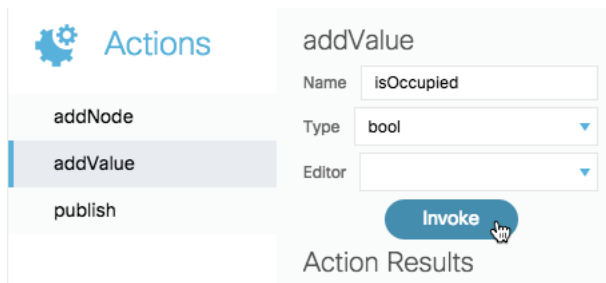 Actions
addNode
addValue
publish
addValue
Name isOccupied
Type bool
Editor
Invoke
Action Results